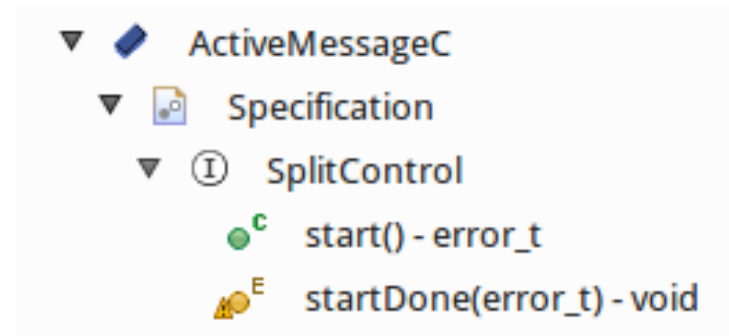 ActiveMessageC
Specification
I SplitControl
C start() - error_t
E startDone(error_t) - void